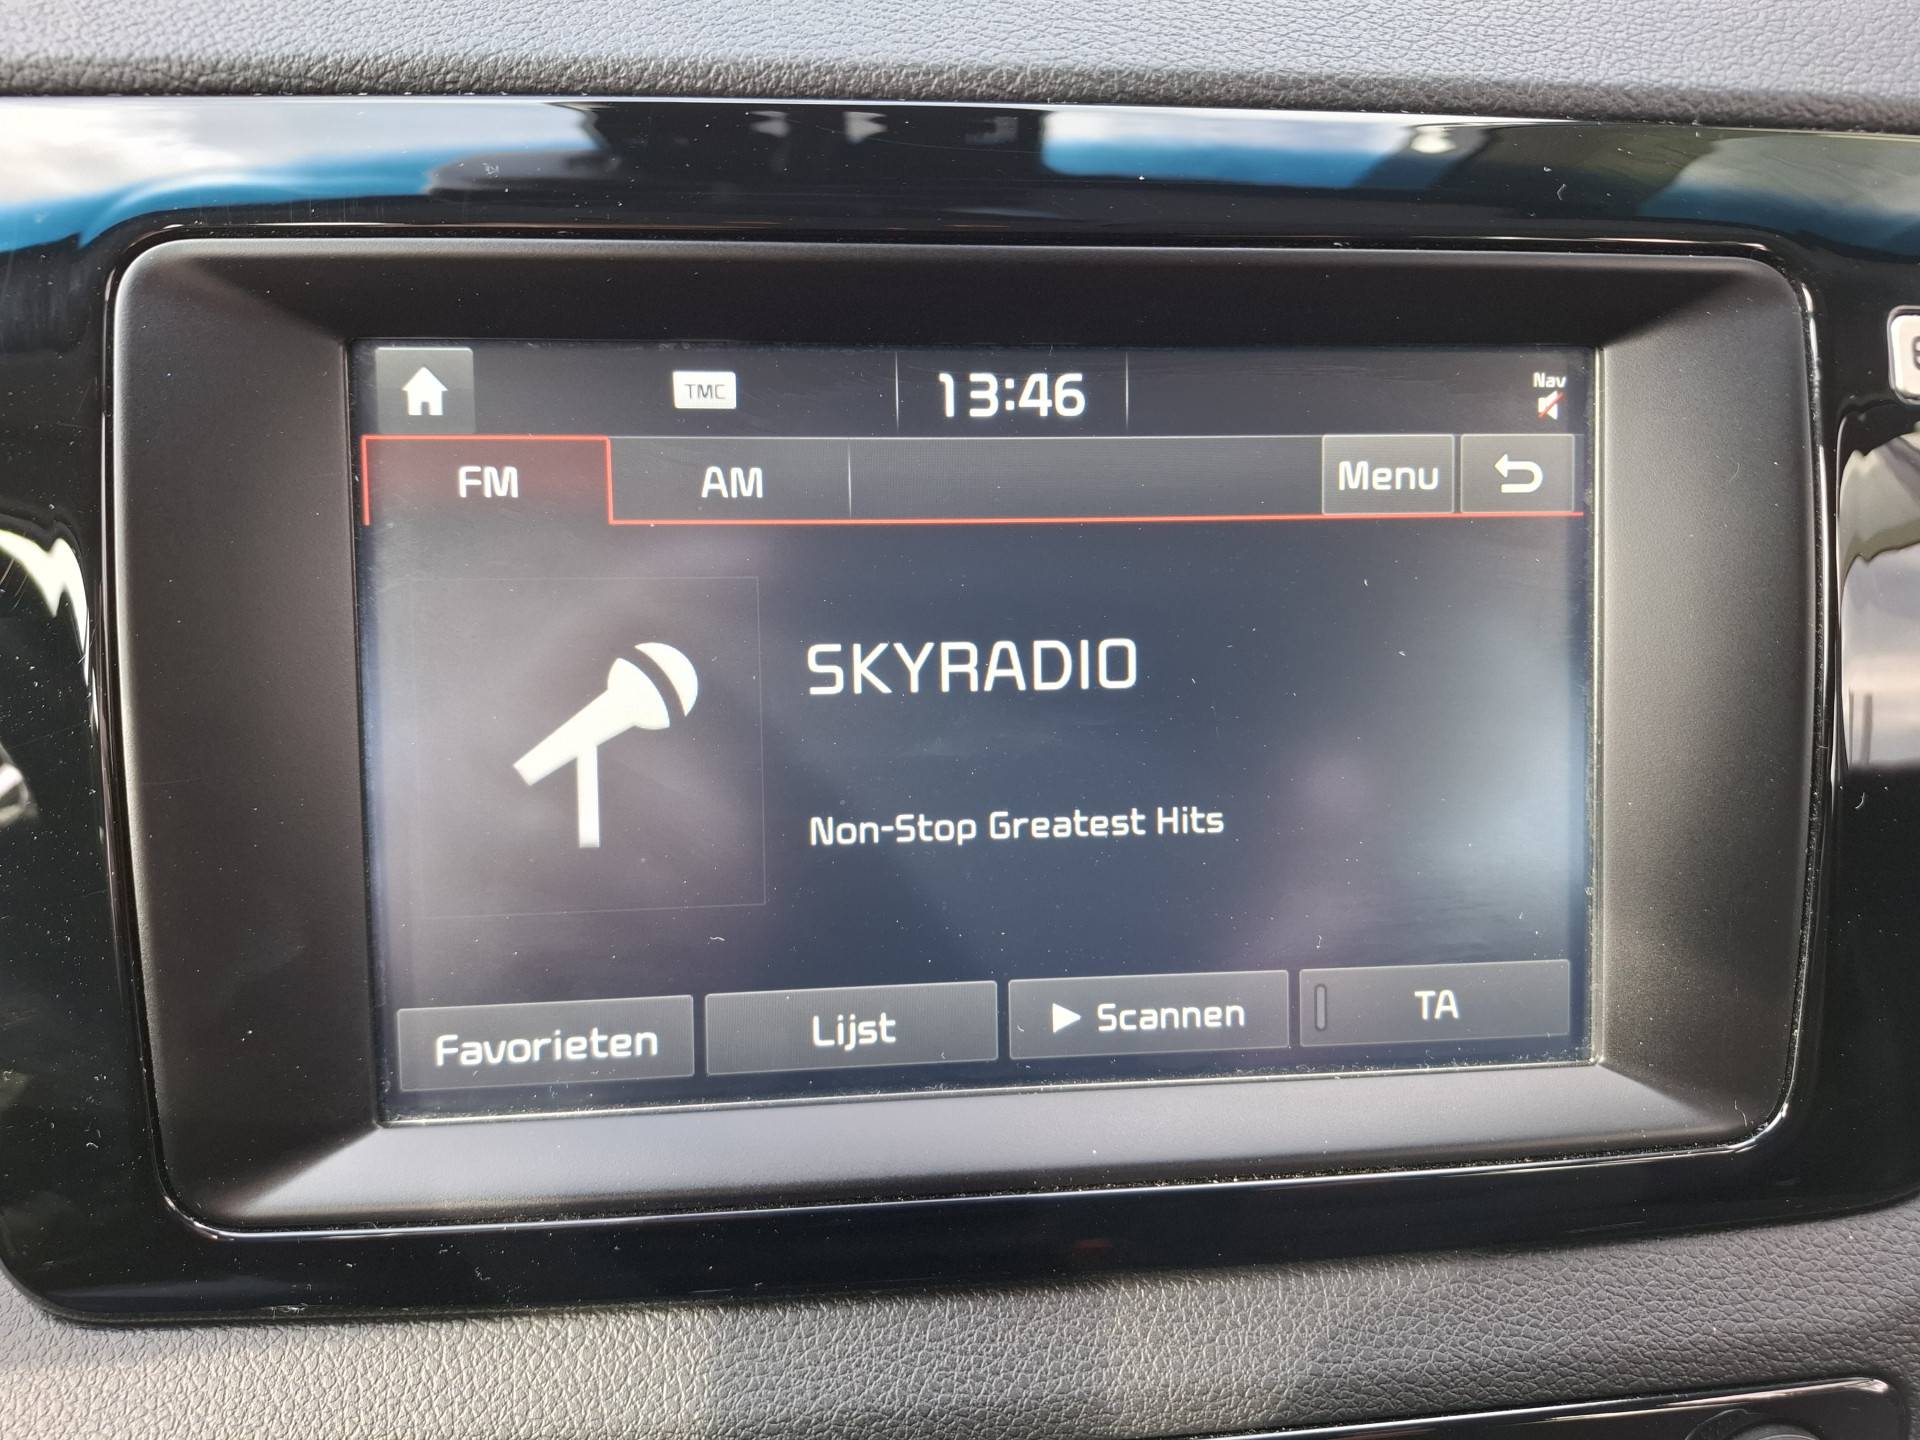 TMC 13:46 Nav
FM AM Menu
SKYRADIO
Non-Stop Greatest Hits
Favorieten Lijst Scannen TA